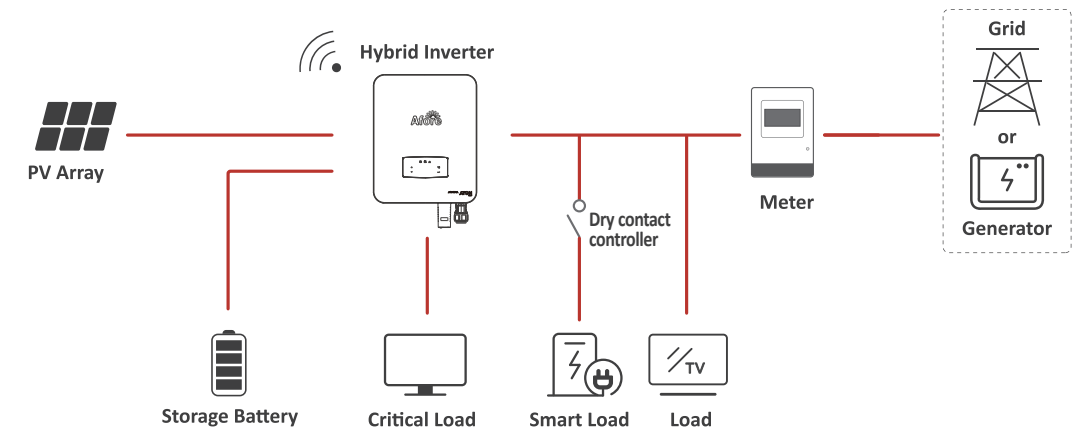 Grid
Hybrid Inverter
Afore
or
PV Array
Meter
Dry contact
controller
Generator
TV
Storage Battery
Critical Load
Smart Load
Load